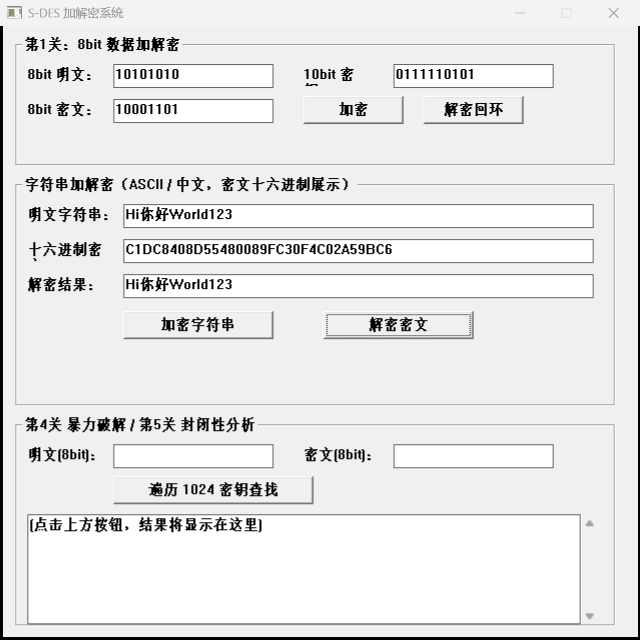 S-DES 加解密系统
第1关：8bit 数据加解密
8bit 明文： 10101010 10bit 密 0111110101
8bit 密文： 10001101 加密 解密回环
字符串加解密（ASCII / 中文，密文十六进制展示）
明文字符串： Hi你好World123
十六进制密 C1DC8408D55480089FC30F4C02A59BC6
解密结果： Hi你好World123
加密字符串 解密密文
第4关 暴力破解 / 第5关 封闭性分析
明文(8bit)： 密文(8bit)：
遍历 1024 密钥查找
(点击上方按钮，结果将显示在这里)